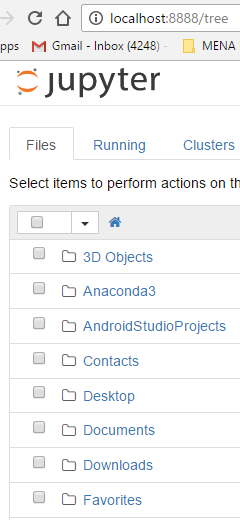 localhost:8888/tree
pps Gmail - Inbox (4248) - MENA
jupyter
Files Running Clusters
Select items to perform actions on th
3D Objects
Anaconda3
AndroidStudioProjects
Contacts
Desktop
Documents
Downloads
Favorites